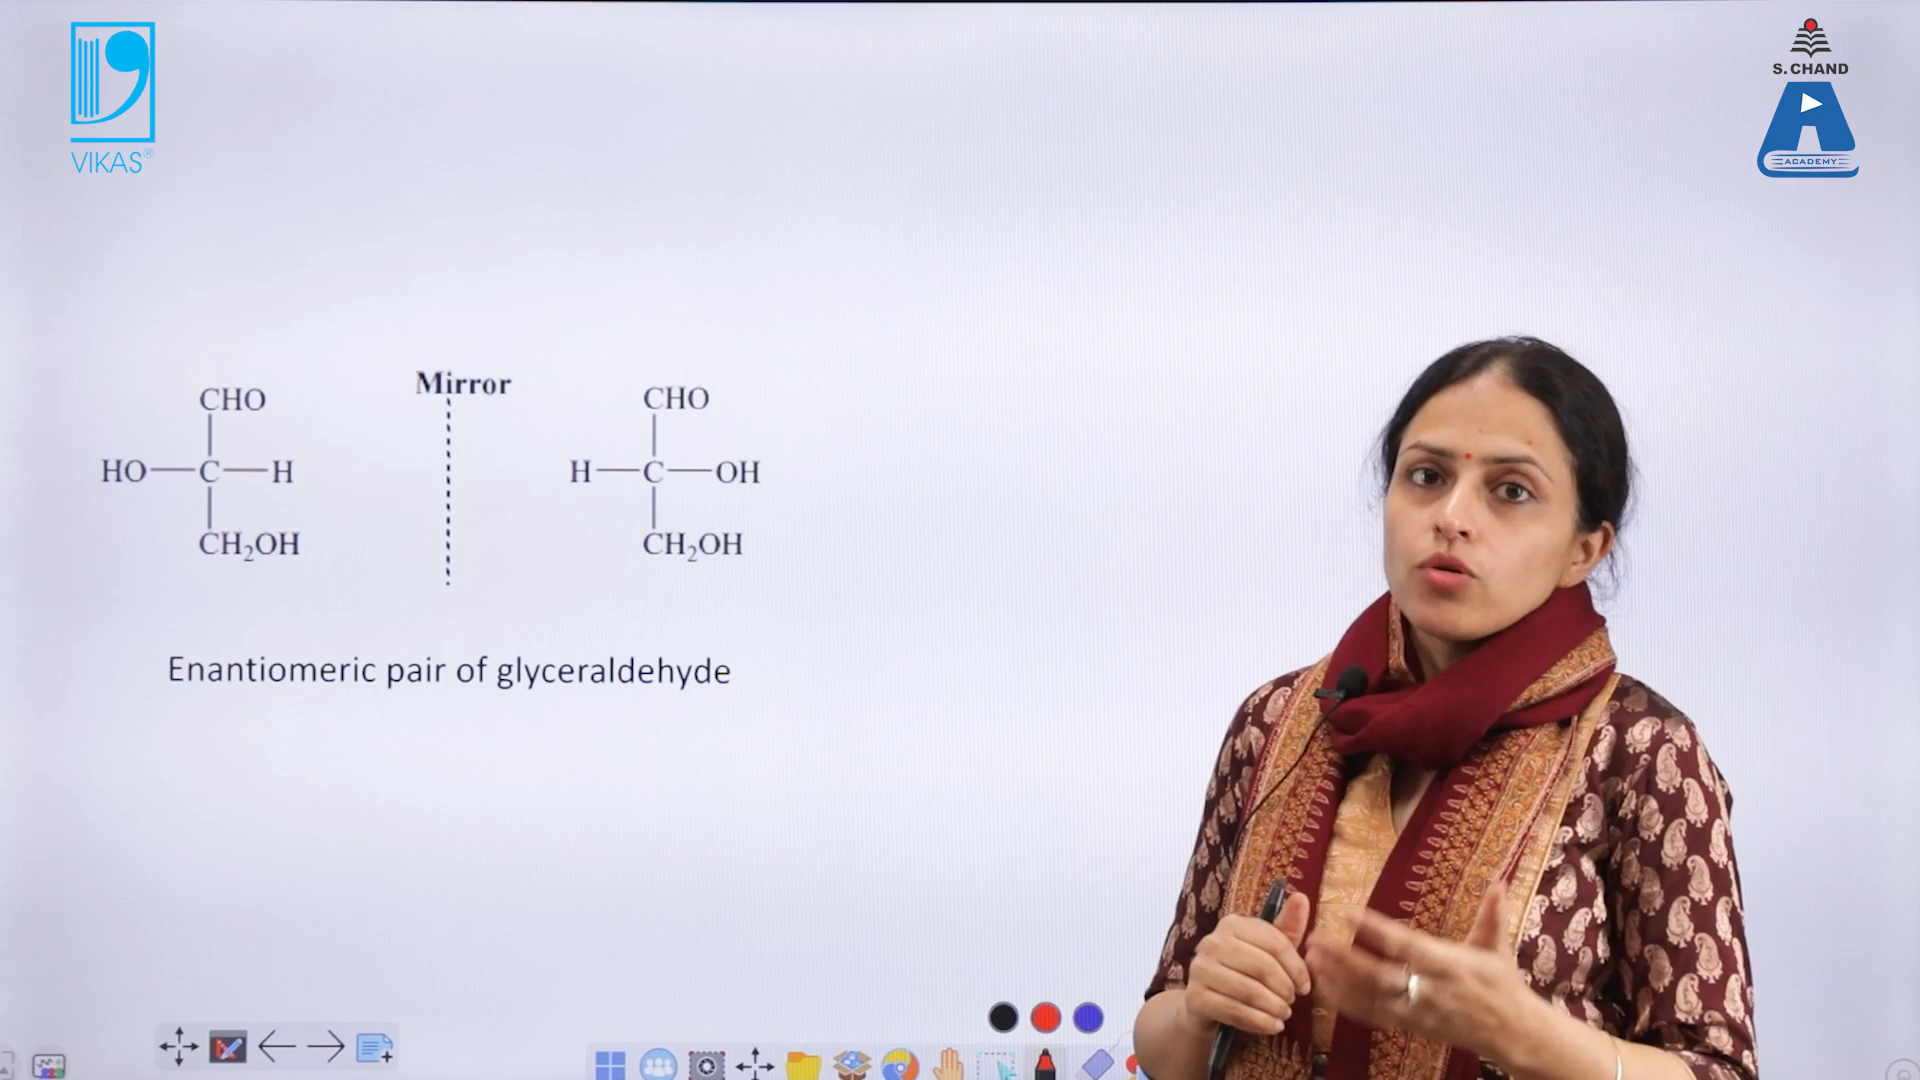 VIKAS®
S. CHAND
ACADEMY
Mirror
CHO
HO—C—H
CH₂OH
CHO
H—C—OH
CH₂OH
Enantiomeric pair of glyceraldehyde